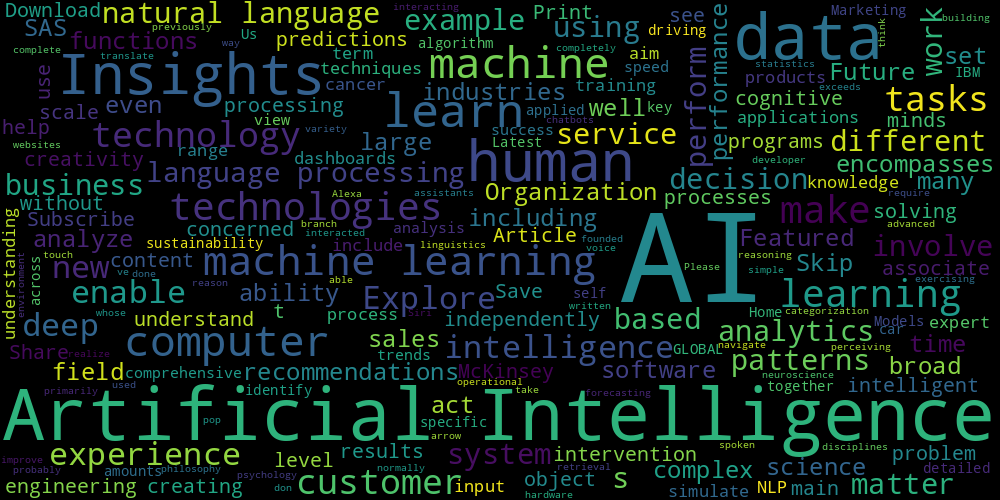 Download natural language example Print using see Marketing interacting building
SAS previously Us predictions driving data think work
functions term algorithm aim performance Future set
complete way completely IBM
websites translate Insights techniques machine speed statistics products exceeds
use cancer industries training cognitive tasks
scale even processing learn applied well key perform applications minds
help view large success chatbots service programs different
technology Latest
variety range dashboards human encompasses
creativity language processing decision knowledge many
business Alexa assistants Organization processes developer require
without technologies including make advanced
Subscribe concerned branch analysis AI solving
understanding analyze sustainability interacted include linguistics Article founded voice Featured involve
touch content machine learning Please reasoning Skip associate
environment across new ve done reason able self simple exercising
enable ability Explore Save written learning
t Home categorization
deep understand process Siri independently based analytics Models car expert
whose computer sales intelligence GLOBAL navigate perceiving time
Share realize trends software patterns broad
field comprehensive recommendations McKinsey neuroscience together intelligent
primarily used identify operational take forecasting
Artificial Intelligence
pop act specific
arrow spoken disciplines
experience system intervention problem
improve probably level results complex science detailed
amounts philosophy psychology normally retrieval object s matter
engineering creating don customer input hardware simulate NLP main